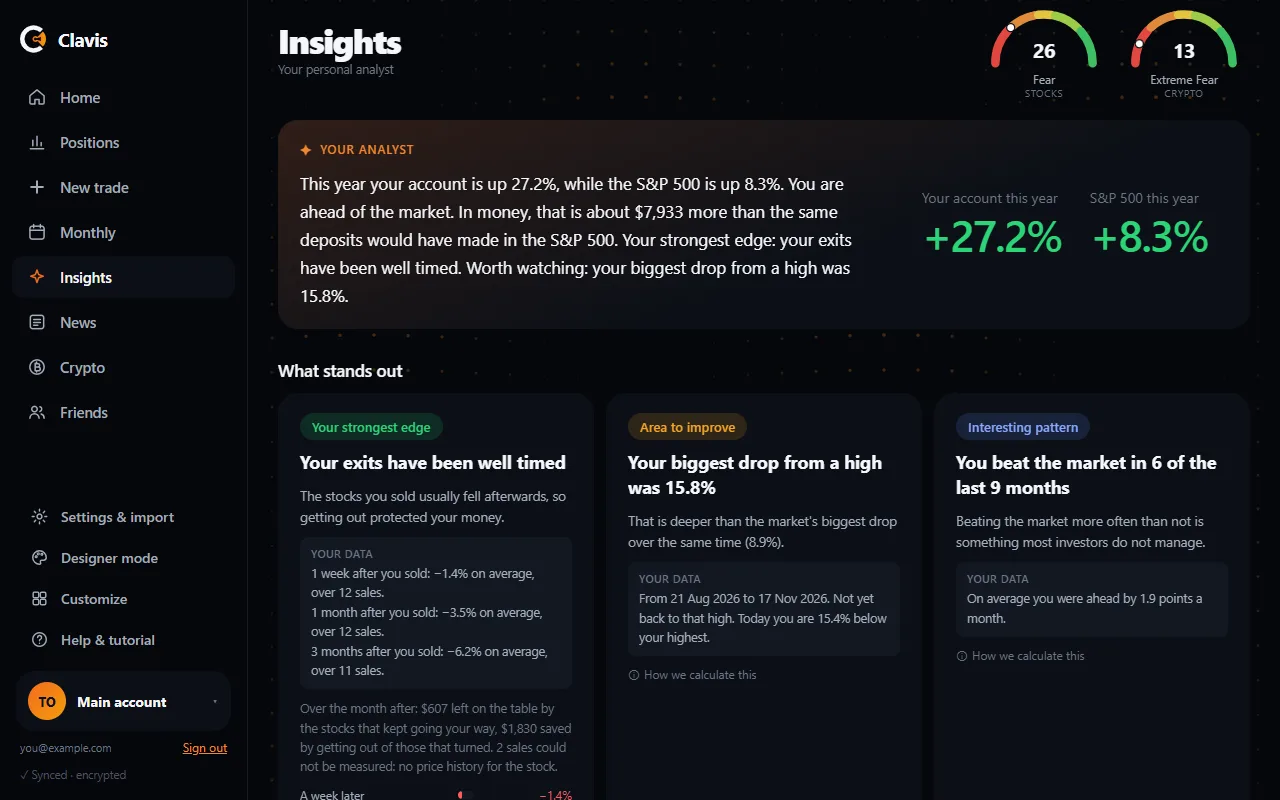 Clavis
Home
Positions
New trade
Monthly
Insights
News
Crypto
Friends
Settings & import
Designer mode
Customize
Help & tutorial
TO
Main account
you@example.com
Sign out
✓ Synced · encrypted
Insights
Your personal analyst
26
Fear
STOCKS
13
Extreme Fear
CRYPTO
YOUR ANALYST
This year your account is up 27.2%, while the S&P 500 is up 8.3%. You are
ahead of the market. In money, that is about $7,933 more than the same
deposits would have made in the S&P 500. Your strongest edge: your exits
have been well timed. Worth watching: your biggest drop from a high was
15.8%.
Your account this year
+27.2%
S&P 500 this year
+8.3%
What stands out
Your strongest edge
Your exits have been well timed
The stocks you sold usually fell afterwards, so
getting out protected your money.
YOUR DATA
1 week after you sold: −1.4% on average,
over 12 sales.
1 month after you sold: −3.5% on average,
over 12 sales.
3 months after you sold: −6.2% on average,
over 11 sales.
Over the month after: $607 left on the table by
the stocks that kept going your way, $1,830 saved
by getting out of those that turned. 2 sales could
not be measured: no price history for the stock.
A week later
−1.4%
Area to improve
Your biggest drop from a high
was 15.8%
That is deeper than the market's biggest drop
over the same time (8.9%).
YOUR DATA
From 21 Aug 2026 to 17 Nov 2026. Not yet
back to that high. Today you are 15.4% below
your highest.
How we calculate this
Interesting pattern
You beat the market in 6 of the
last 9 months
Beating the market more often than not is
something most investors do not manage.
YOUR DATA
On average you were ahead by 1.9 points a
month.
How we calculate this